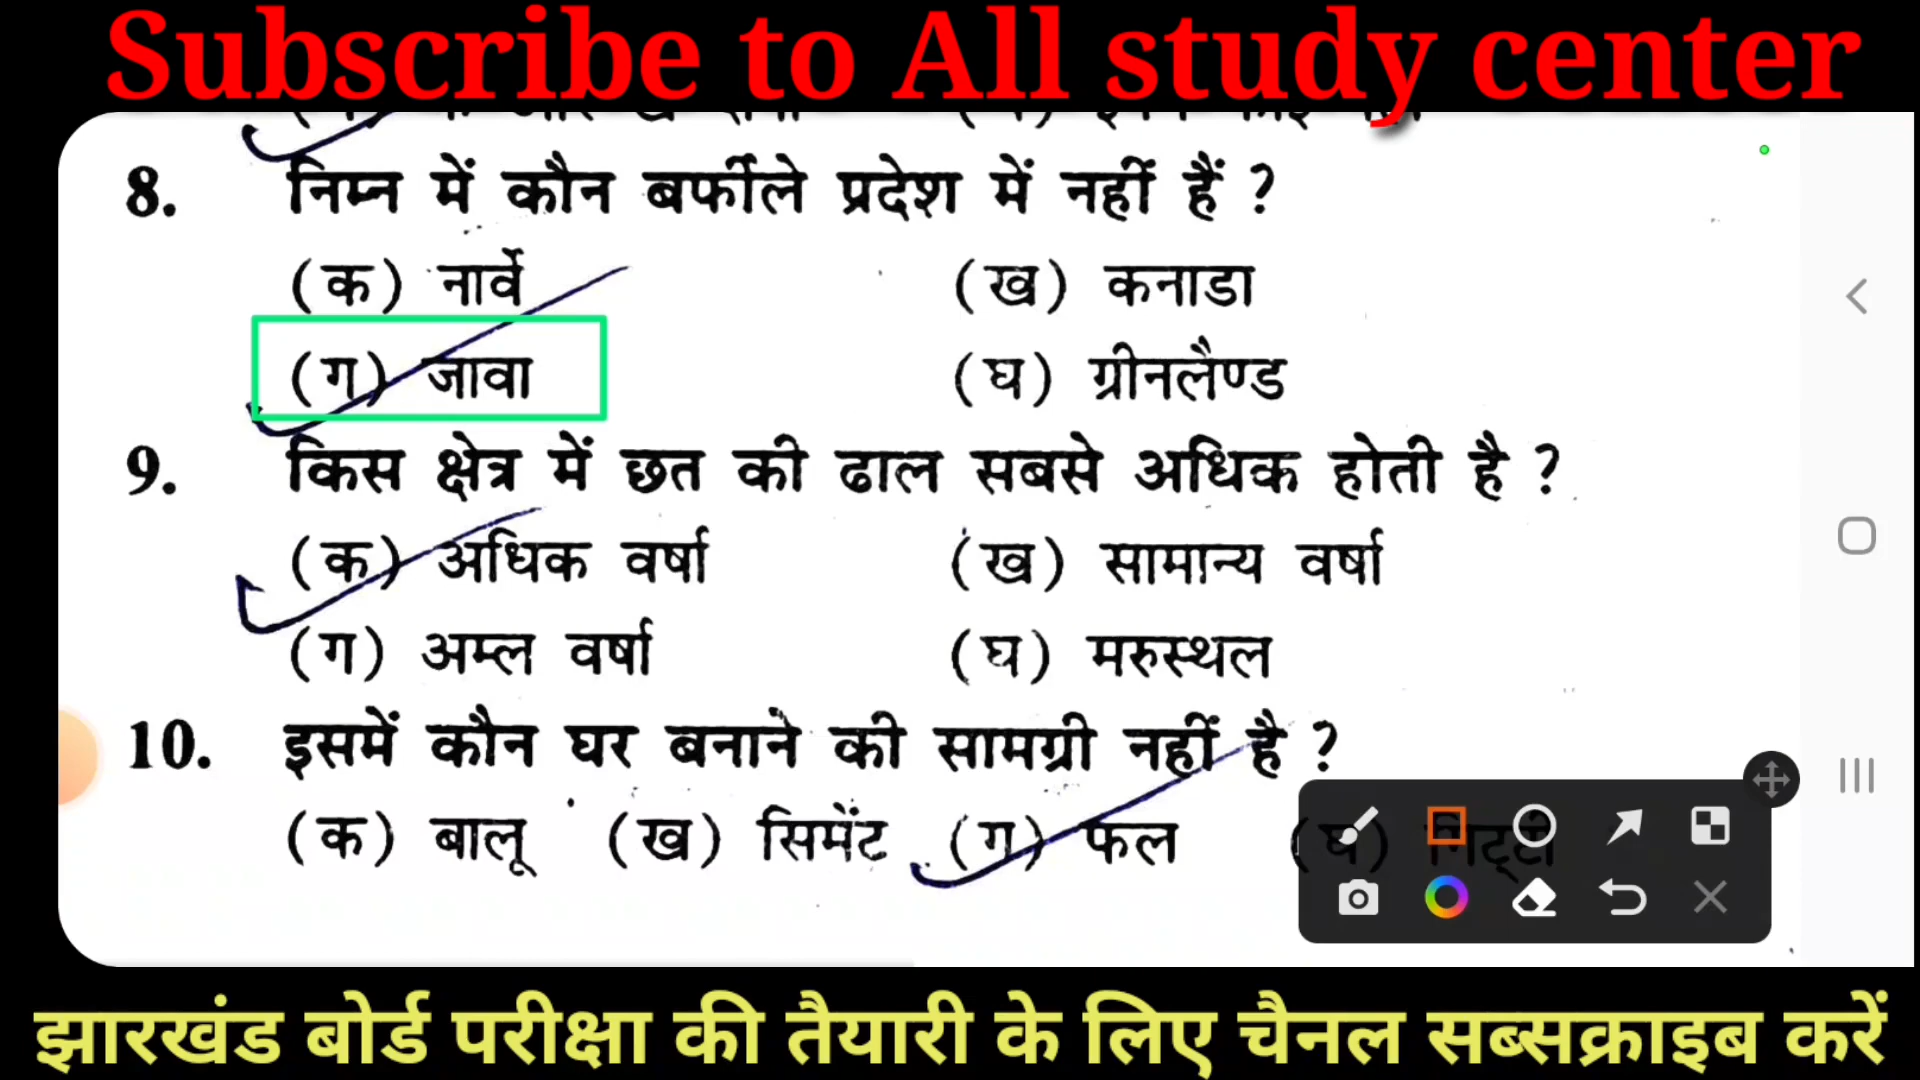 Subscribe to All study center
8. निम्न में कौन बर्फीले प्रदेश में नहीं हैं ?
(क) नार्वे (ख) कनाडा
(ग) जावा (घ) ग्रीनलैण्ड
9. किस क्षेत्र में छत की ढाल सबसे अधिक होती है ?
(क) अधिक वर्षा (ख) सामान्य वर्षा
(ग) अम्ल वर्षा (घ) मरुस्थल
10. इसमें कौन घर बनाने की सामग्री नहीं है ?
(क) बालू (ख) सिमेंट (ग) फल (घ) मिट्टी
झारखंड बोर्ड परीक्षा की तैयारी के लिए चैनल सब्सक्राइब करें